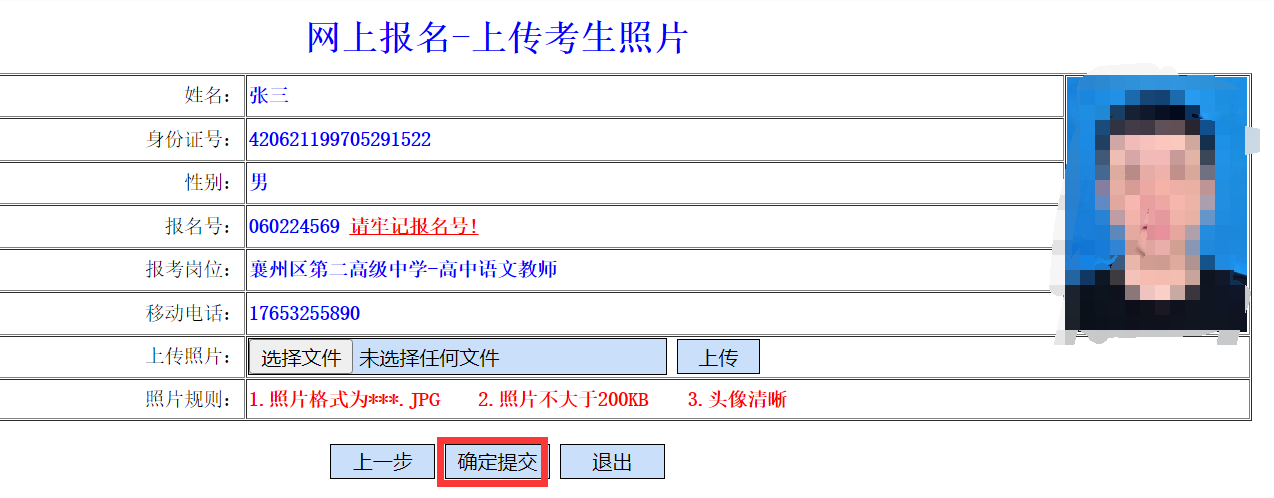 网上报名-上传考生照片
姓名： 张三
身份证号： 420621199705291522
性别： 男
报名号： 060224569 请牢记报名号!
报考岗位： 襄州区第二高级中学-高中语文教师
移动电话： 17653255890
上传照片： 选择文件 未选择任何文件 上传
照片规则： 1.照片格式为***.JPG 2.照片不大于200KB 3.头像清晰
上一步 确定提交 退出